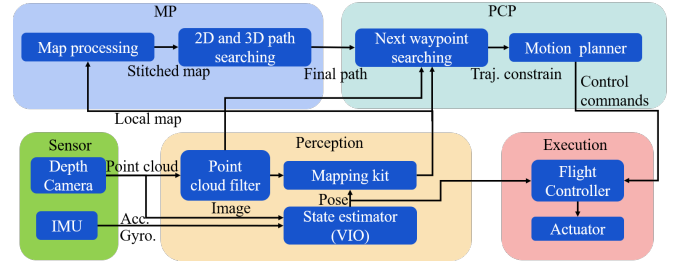 MP
PCP
Map processing
2D and 3D path
searching
Next waypoint
searching
Motion planner
Stitched map
Final path
Traj. constrain
Control
commands
Local map
Sensor
Perception
Execution
Depth
Camera
Point cloud
Point
cloud filter
Mapping kit
Flight
Controller
Image
Pose
IMU
Acc.
Gyro.
State estimator
(VIO)
Actuator